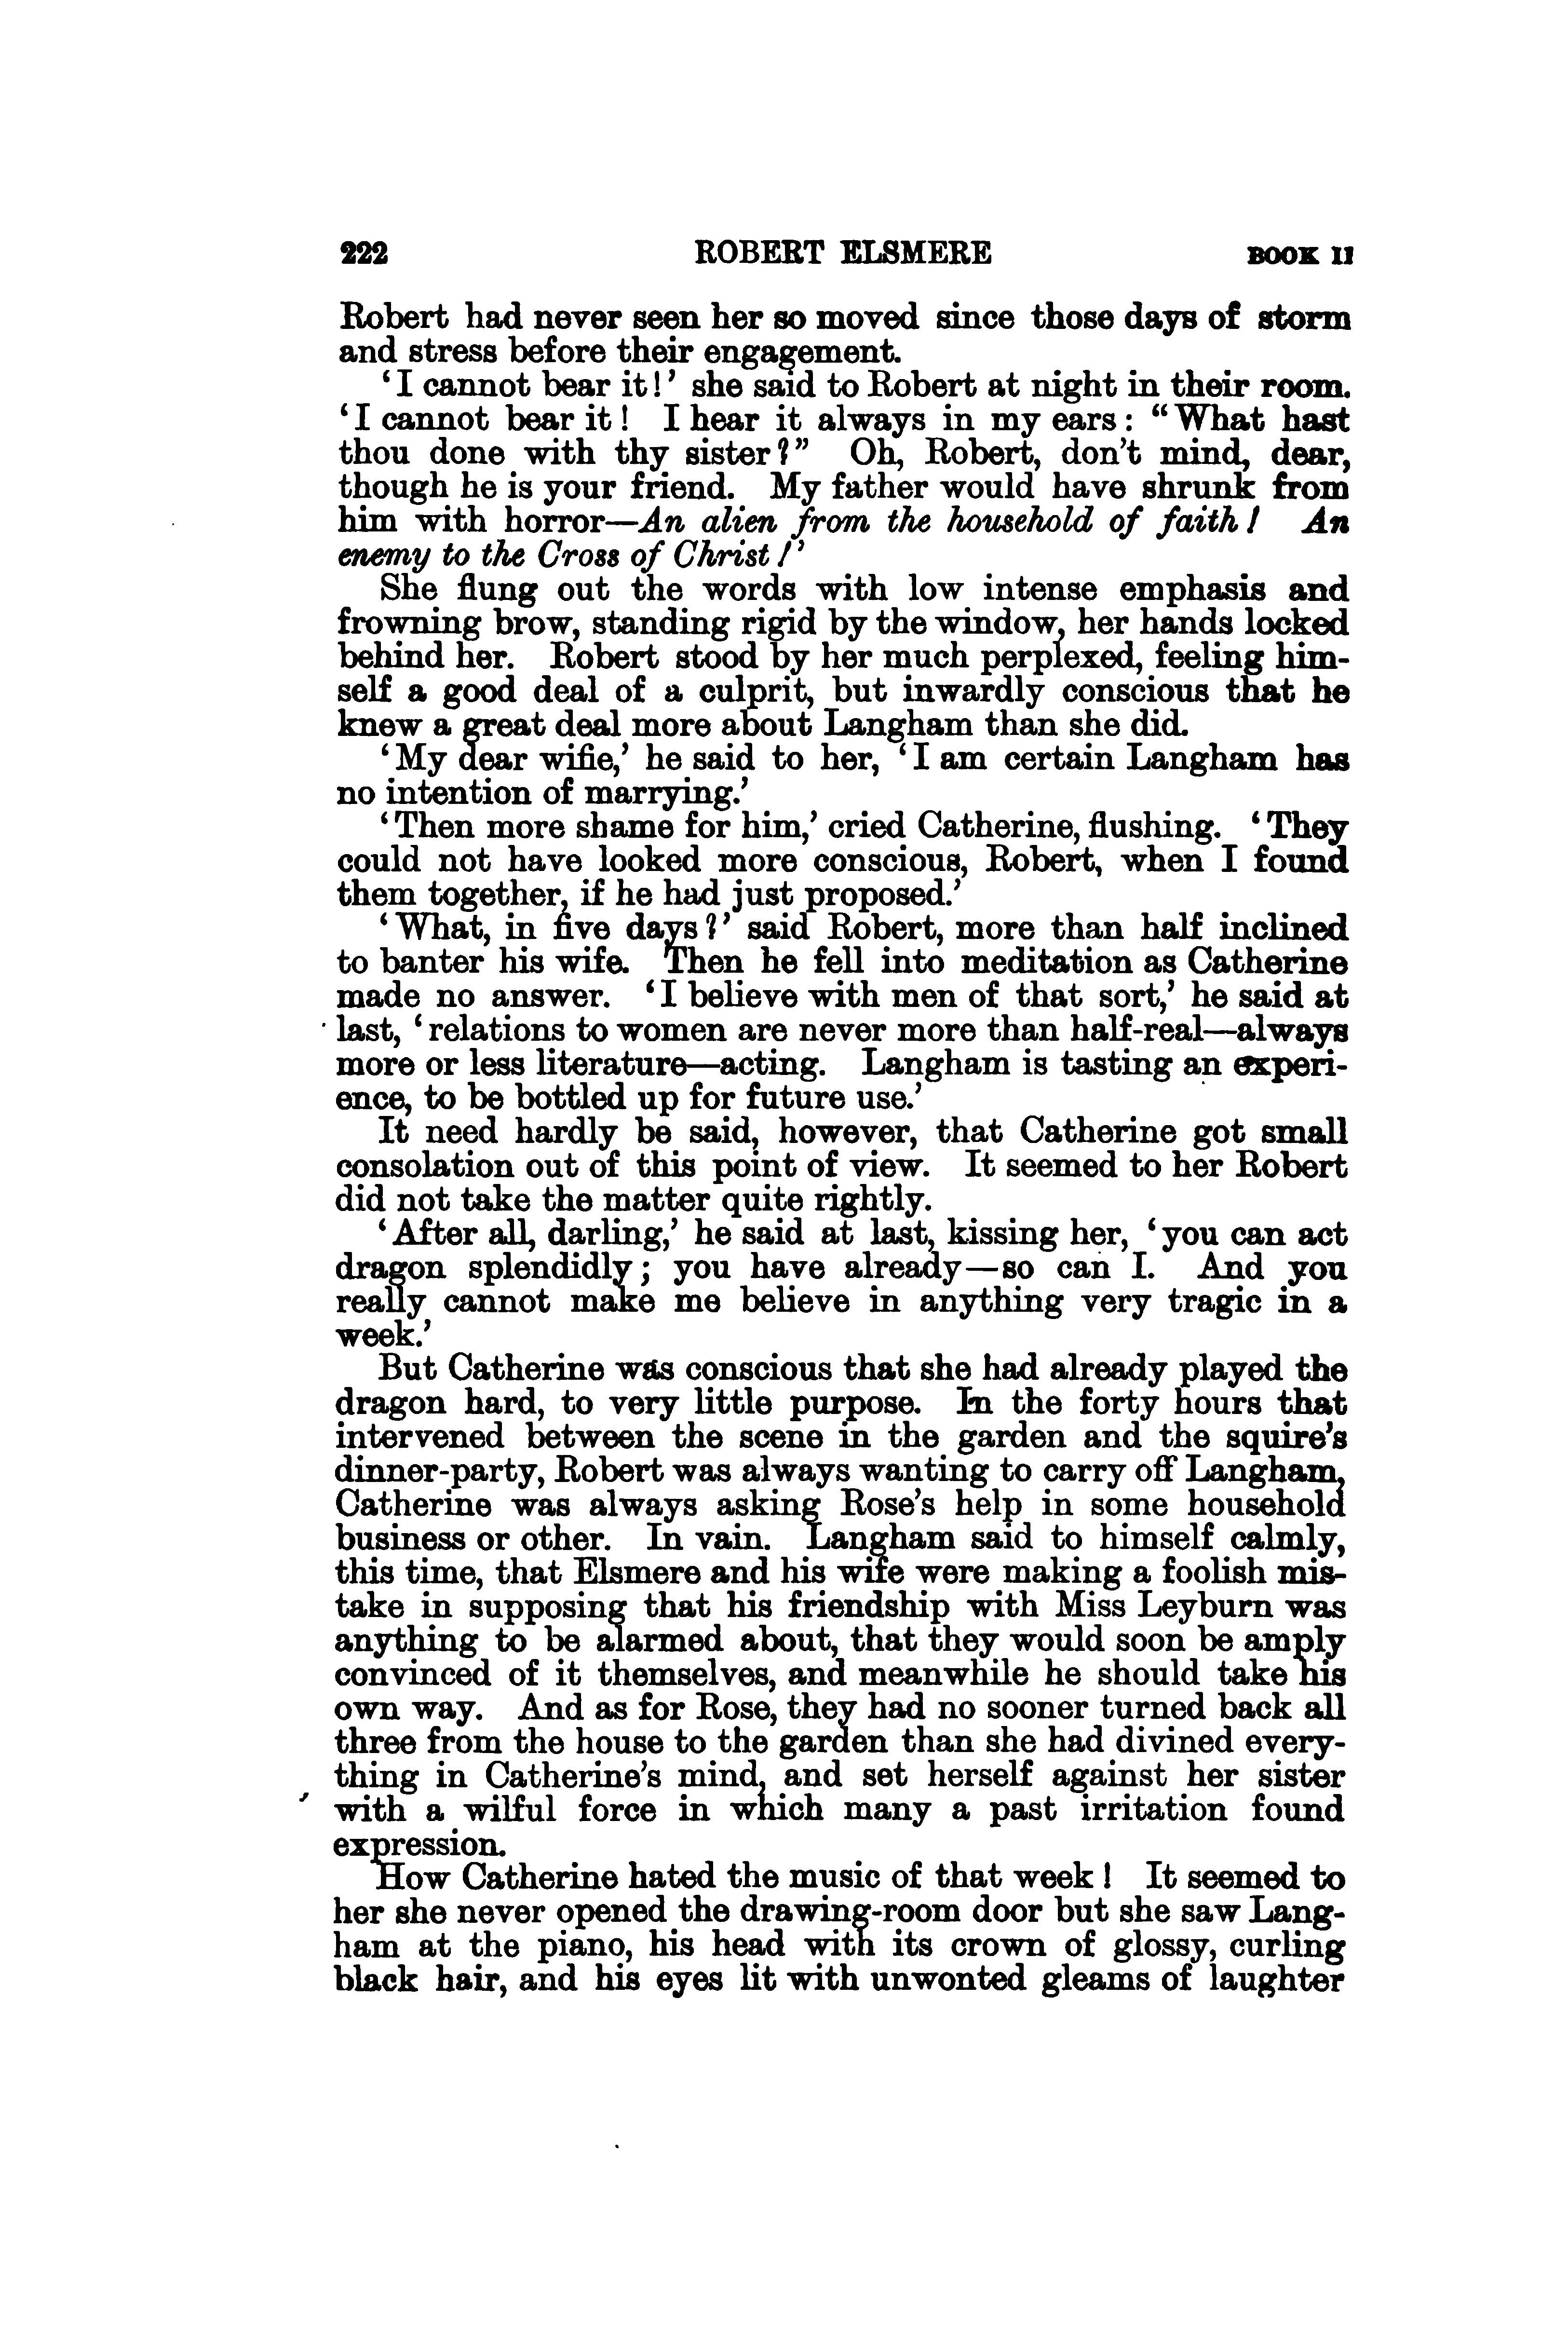 222 ROBERT ELSMERE BOOK II
Robert had never seen her so moved since those days of storm
and stress before their engagement.
‘I cannot bear it!’ she said to Robert at night in their room.
‘I cannot bear it! I hear it always in my ears: “What hast
thou done with thy sister?” Oh, Robert, don’t mind, dear,
though he is your friend. My father would have shrunk from
him with horror—An alien from the household of faith! An
enemy to the Cross of Christ!’
She flung out the words with low intense emphasis and
frowning brow, standing rigid by the window, her hands locked
behind her. Robert stood by her much perplexed, feeling him-
self a good deal of a culprit, but inwardly conscious that he
knew a great deal more about Langham than she did.
‘My dear wifie,’ he said to her, ‘I am certain Langham has
no intention of marrying.’
‘Then more shame for him,’ cried Catherine, flushing. ‘They
could not have looked more conscious, Robert, when I found
them together, if he had just proposed.’
‘What, in five days?’ said Robert, more than half inclined
to banter his wife. Then he fell into meditation as Catherine
made no answer. ‘I believe with men of that sort,’ he said at
last, ‘relations to women are never more than half-real—always
more or less literature—acting. Langham is tasting an experi-
ence, to be bottled up for future use.’
It need hardly be said, however, that Catherine got small
consolation out of this point of view. It seemed to her Robert
did not take the matter quite rightly.
‘After all, darling,’ he said at last, kissing her, ‘you can act
dragon splendidly; you have already—so can I. And you
really cannot make me believe in anything very tragic in a
week.’
But Catherine was conscious that she had already played the
dragon hard, to very little purpose. In the forty hours that
intervened between the scene in the garden and the squire’s
dinner-party, Robert was always wanting to carry off Langham,
Catherine was always asking Rose’s help in some household
business or other. In vain. Langham said to himself calmly,
this time, that Elsmere and his wife were making a foolish mis-
take in supposing that his friendship with Miss Leyburn was
anything to be alarmed about, that they would soon be amply
convinced of it themselves, and meanwhile he should take his
own way. And as for Rose, they had no sooner turned back all
three from the house to the garden than she had divined every-
thing in Catherine’s mind, and set herself against her sister
with a wilful force in which many a past irritation found
expression.
How Catherine hated the music of that week! It seemed to
her she never opened the drawing-room door but she saw Lang-
ham at the piano, his head with its crown of glossy, curling
black hair, and his eyes lit with unwonted gleams of laughter